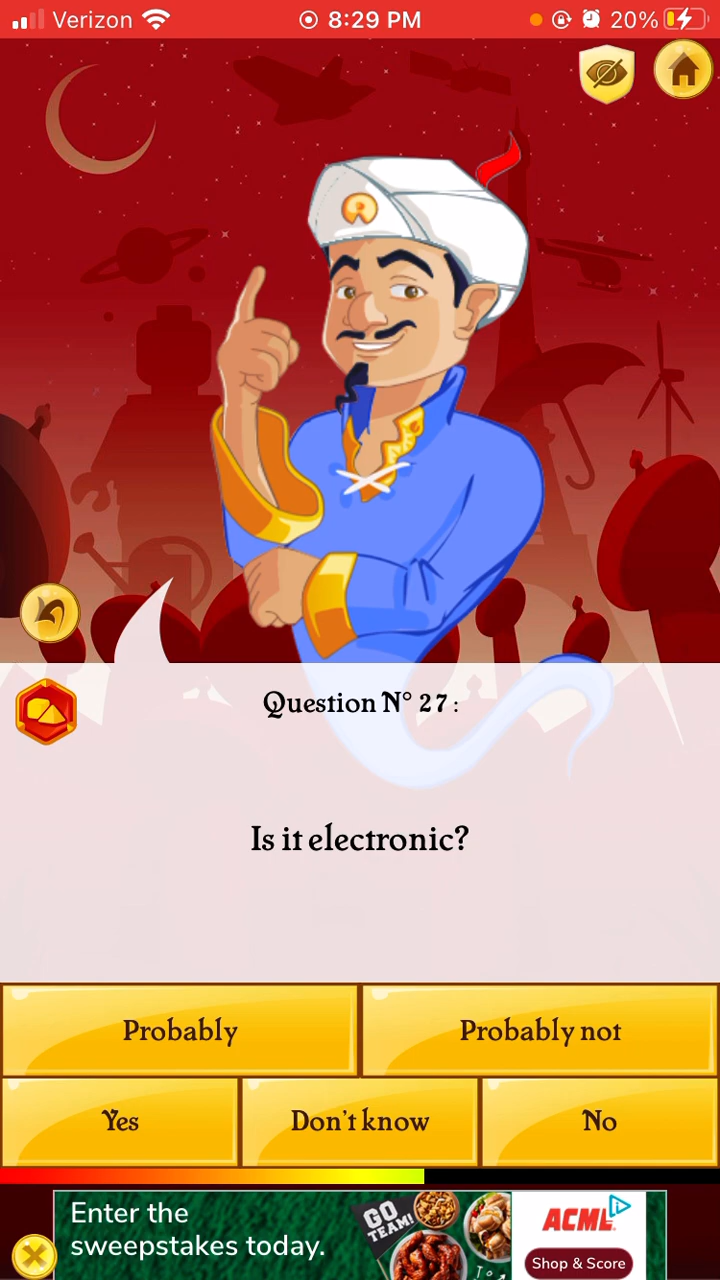 Verizon 8:29 PM 20%
Question N° 27 :
Is it electronic?
Probably Probably not
Yes Don't know No
Enter the
sweepstakes today.
GO
TEAM!
ACME
Shop & Score